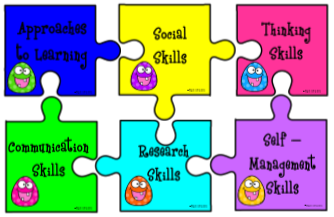 Approaches
to Learning
Social
Skills
Thinking
Skills
Communication
Skills
Research
Skills
Self –
Management
Skills